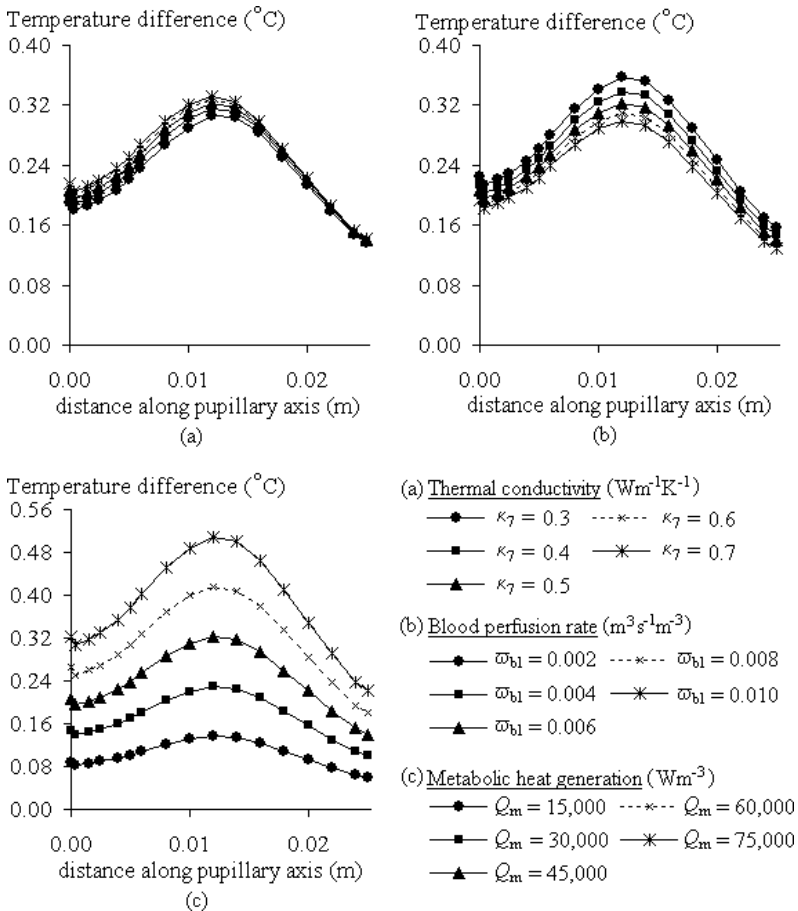 Temperature difference (°C)
0.40
0.32
0.24
0.16
0.08
0.00
0.00 0.01 0.02
distance along pupillary axis (m)
(a)
Temperature difference (°C)
0.40
0.32
0.24
0.16
0.08
0.00
0.00 0.01 0.02
distance along pupillary axis (m)
(b)
Temperature difference (°C)
0.56
0.48
0.40
0.32
0.24
0.16
0.08
0.00
0.00 0.01 0.02
distance along pupillary axis (m)
(c)
(a) Thermal conductivity (Wm⁻¹K⁻¹)
κ₇ = 0.3 κ₇ = 0.6
κ₇ = 0.4 κ₇ = 0.7
κ₇ = 0.5
(b) Blood perfusion rate (m³s⁻¹m⁻³)
ϖbl = 0.002 ϖbl = 0.008
ϖbl = 0.004 ϖbl = 0.010
ϖbl = 0.006
(c) Metabolic heat generation (Wm⁻³)
Qm = 15,000 Qm = 60,000
Qm = 30,000 Qm = 75,000
Qm = 45,000